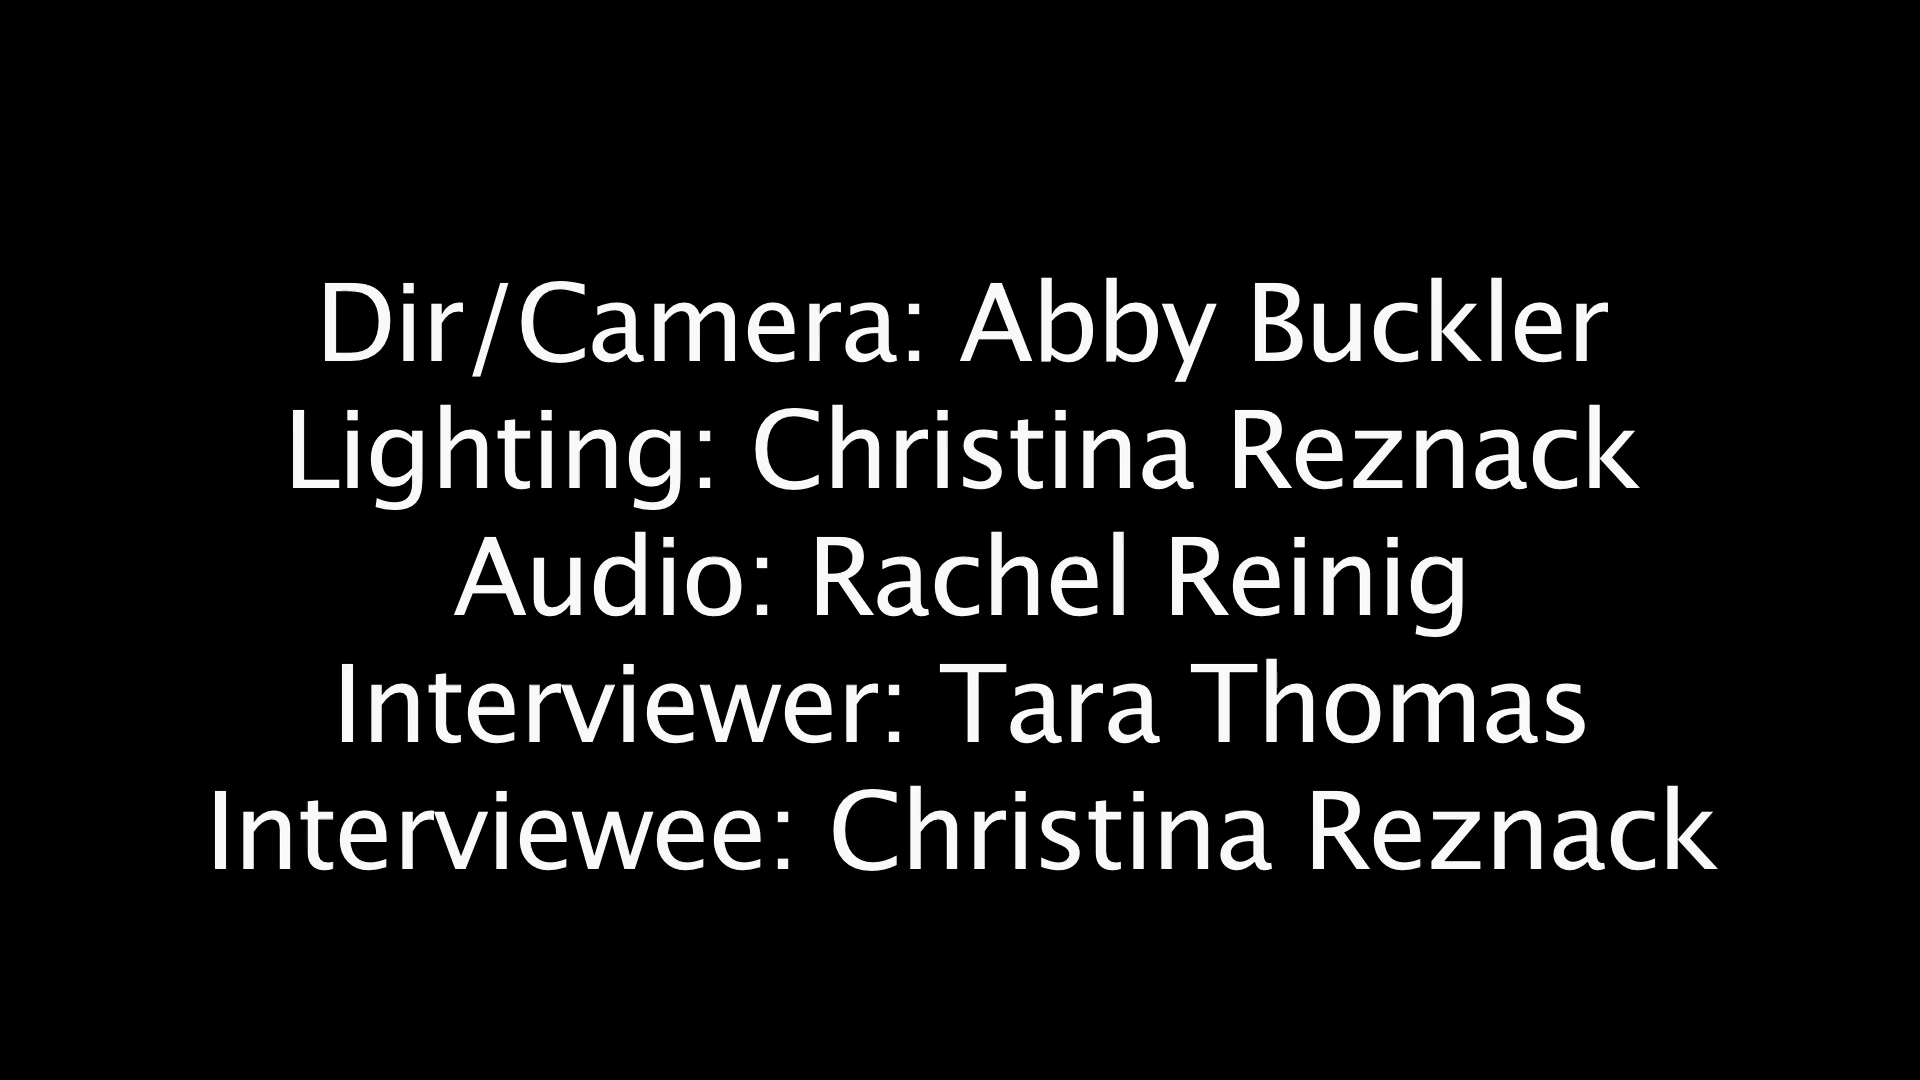 Dir/Camera: Abby Buckler
Lighting: Christina Reznack
Audio: Rachel Reinig
Interviewer: Tara Thomas
Interviewee: Christina Reznack